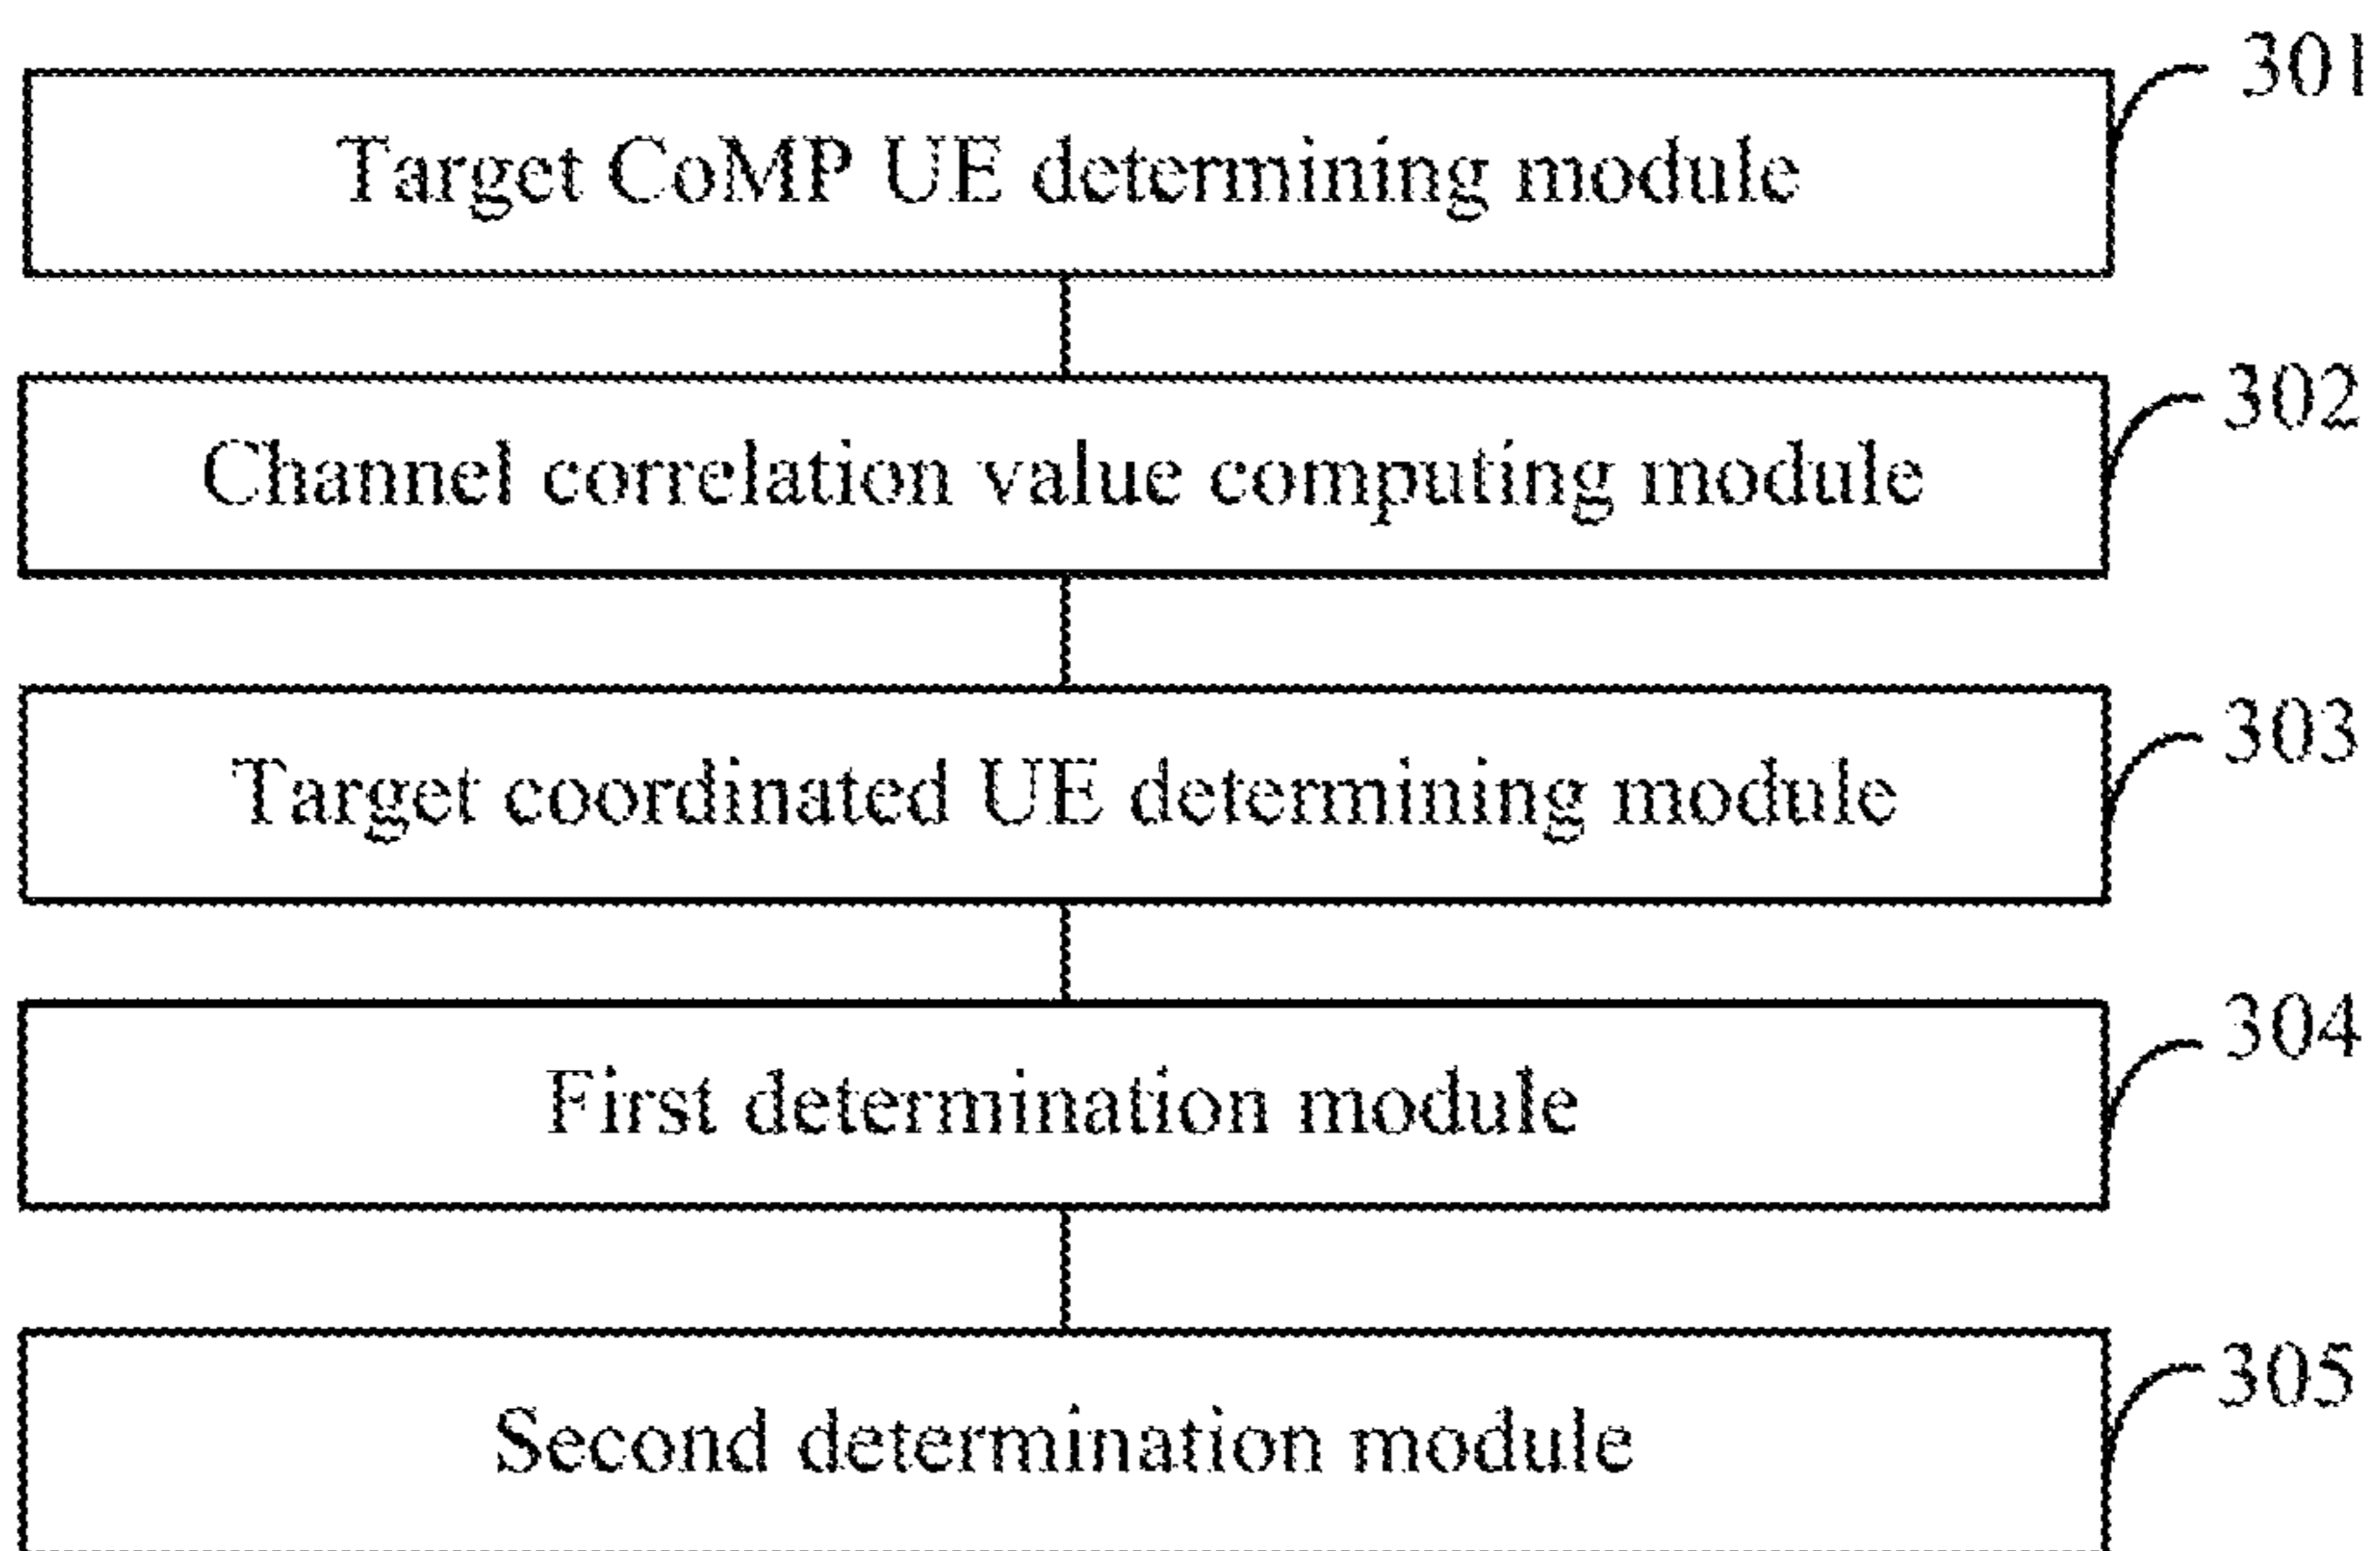 301
Target CoMP UE determining module
302
Channel correlation value computing module
303
Target coordinated UE determining module
304
First determination module
305
Second determination module